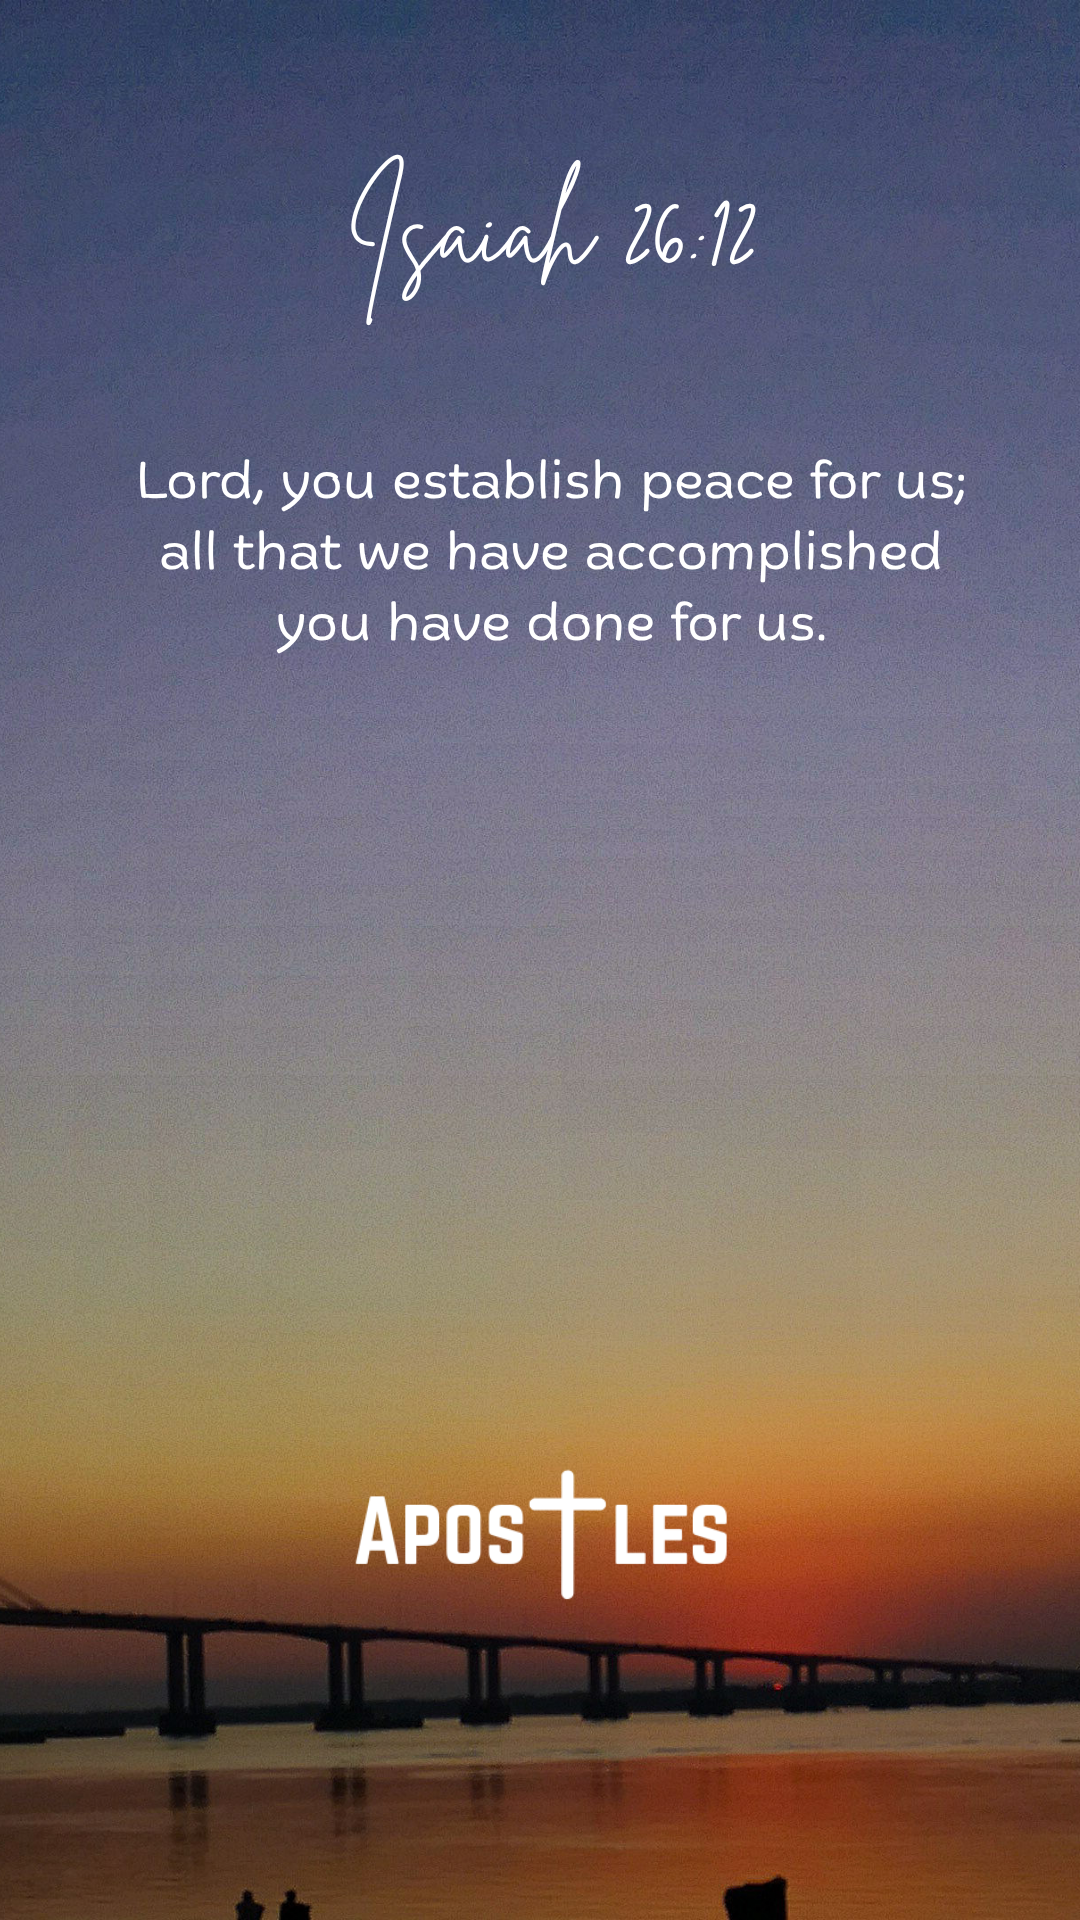 Isaiah 26:12
Lord, you establish peace for us;
all that we have accomplished
you have done for us.
APOSTLES